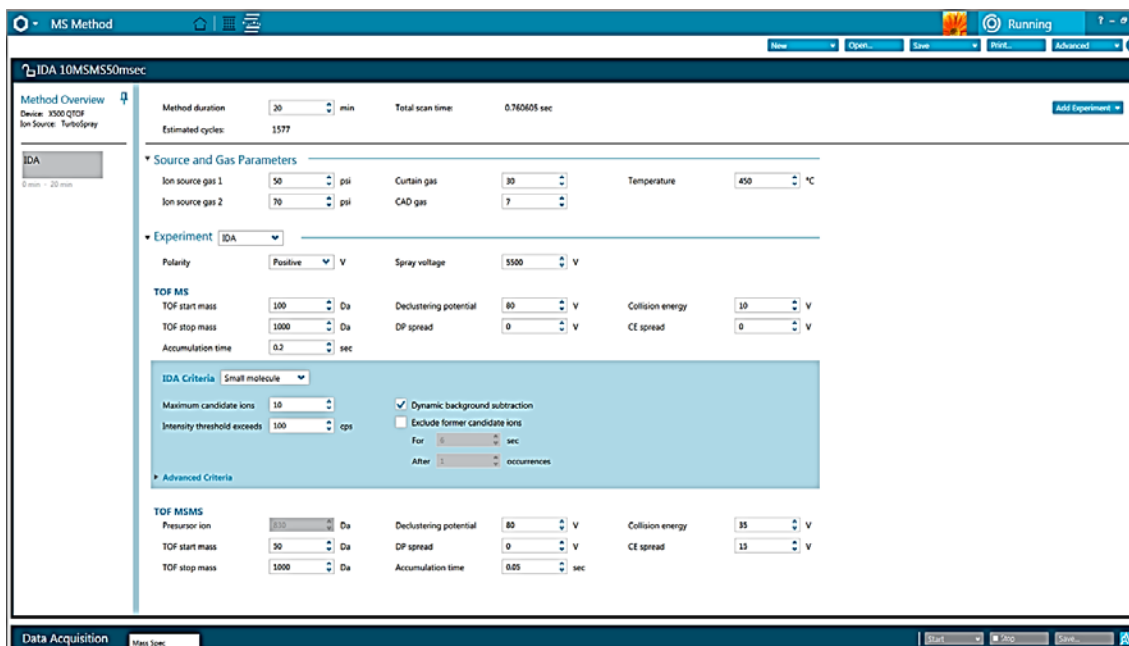 MS Method
Running
? -
New Open... Save Print... Advanced
IDA 10MSMS50msec
Method Overview
Device: X500 QTOF
Ion Source: TurboSpray
IDA
0 min - 20 min
Method duration 20 min Total scan time: 0.760605 sec Add Experiment
Estimated cycles: 1577
Source and Gas Parameters
Ion source gas 1 50 psi Curtain gas 30 Temperature 450 °C
Ion source gas 2 70 psi CAD gas 7
Experiment IDA
Polarity Positive V Spray voltage 5500 V
TOF MS
TOF start mass 100 Da Declustering potential 80 V Collision energy 10 V
TOF stop mass 1000 Da DP spread 0 V CE spread 0 V
Accumulation time 0.2 sec
IDA Criteria Small molecule
Maximum candidate ions 10 Dynamic background subtraction
Intensity threshold exceeds 100 cps Exclude former candidate ions
For 6 sec
After 1 occurrences
Advanced Criteria
TOF MSMS
Presursor ion Da Declustering potential 80 V Collision energy 35 V
TOF start mass 50 Da DP spread 0 V CE spread 15 V
TOF stop mass 1000 Da Accumulation time 0.05 sec
Data Acquisition Mass Spec Start Stop Save...